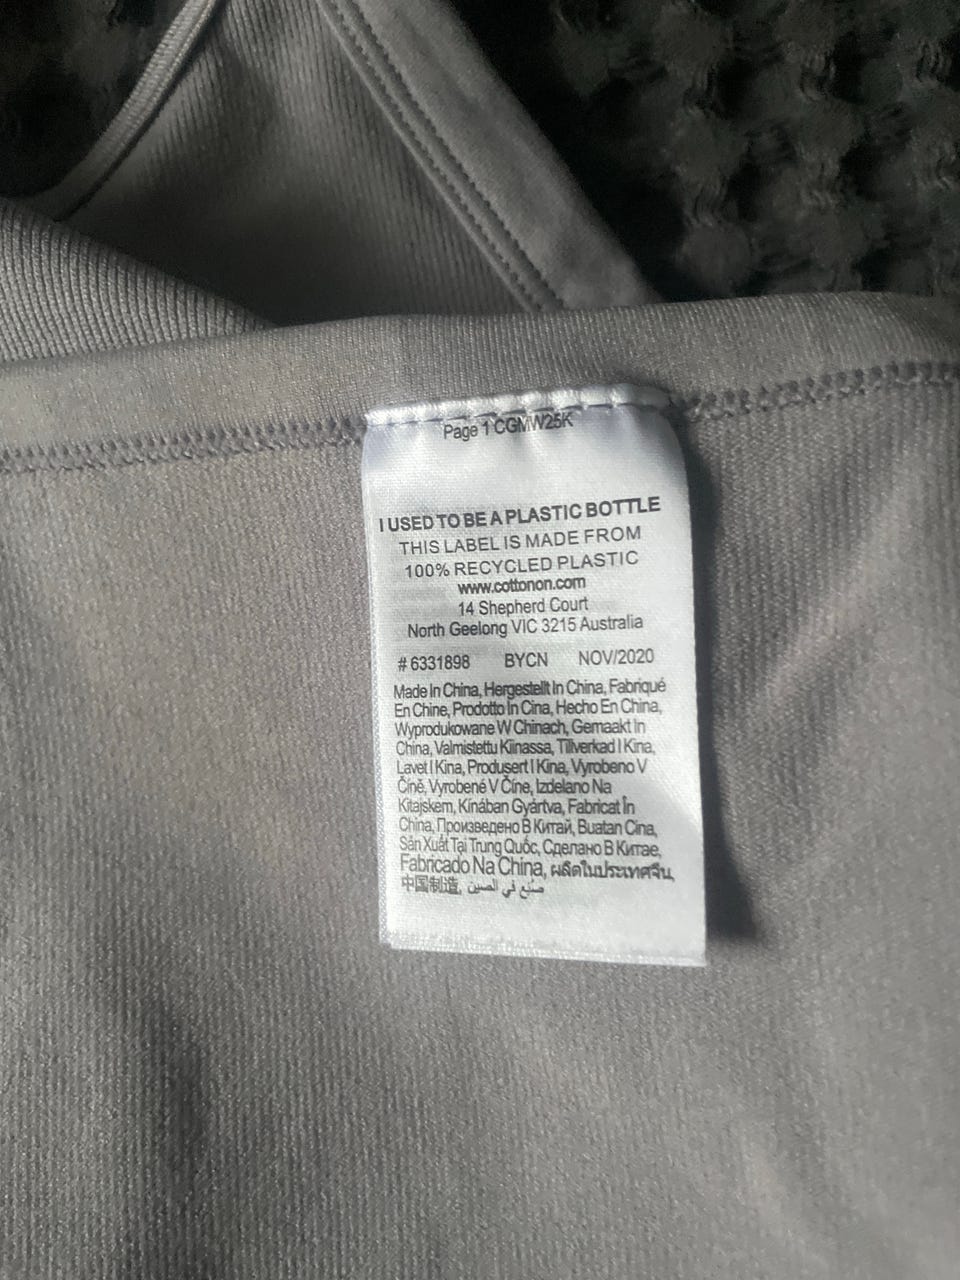 Page 1 CGMW25K
I USED TO BE A PLASTIC BOTTLE
THIS LABEL IS MADE FROM
100% RECYCLED PLASTIC
www.cottonon.com
14 Shepherd Court
North Geelong VIC 3215 Australia
# 6331898 BYCN NOV/2020
Made In China, Hergestellt In China, Fabriqué
En Chine, Prodotto In Cina, Hecho En China,
Wyprodukowane W Chinach, Gemaakt In
China, Valmistettu Kiinassa, Tillverkad I Kina,
Lavet I Kina, Produsert I Kina, Vyrobeno V
Číně, Vyrobené V Číne, Izdelano Na
Kitajskem, Kínában Gyártva, Fabricat În
China, Произведено В Китай, Buatan Cina,
Sản Xuất Tại Trung Quốc, Сделано В Китае,
Fabricado Na China, ผลิตในประเทศจีน,
中国制造, صنع في الصين